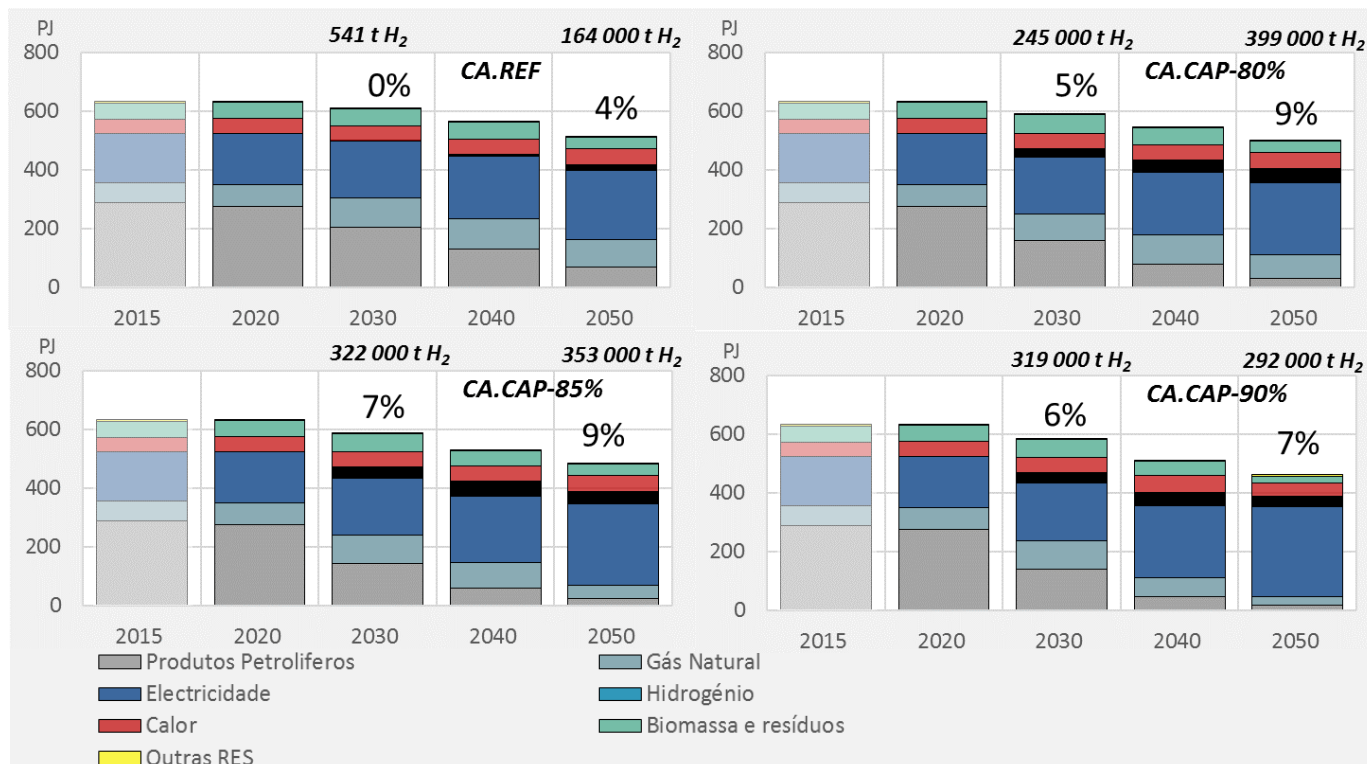 PJ
541 t H₂
164 000 t H₂
800
CA.REF
0%
4%
600
400
200
0
2015
2020
2030
2040
2050
PJ
245 000 t H₂
399 000 t H₂
800
CA.CAP-80%
5%
9%
600
400
200
0
2015
2020
2030
2040
2050
PJ
322 000 t H₂
353 000 t H₂
800
CA.CAP-85%
7%
9%
600
400
200
0
2015
2020
2030
2040
2050
PJ
319 000 t H₂
292 000 t H₂
800
CA.CAP-90%
6%
7%
600
400
200
0
2015
2020
2030
2040
2050
Produtos Petroliferos
Gás Natural
Electricidade
Hidrogénio
Calor
Biomassa e resíduos
Outras RES